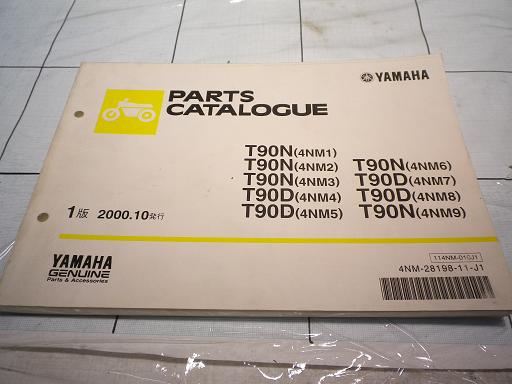 YAMAHA
PARTS
CATALOGUE
T90N(4NM1)
T90N(4NM2) T90N(4NM6)
T90N(4NM3) T90D(4NM7)
T90D(4NM4) T90D(4NM8)
T90D(4NM5) T90N(4NM9)
1版 2000.10発行
YAMAHA
GENUINE
Parts & Accessories
114NM-010J1
4NM-28198-11-J1